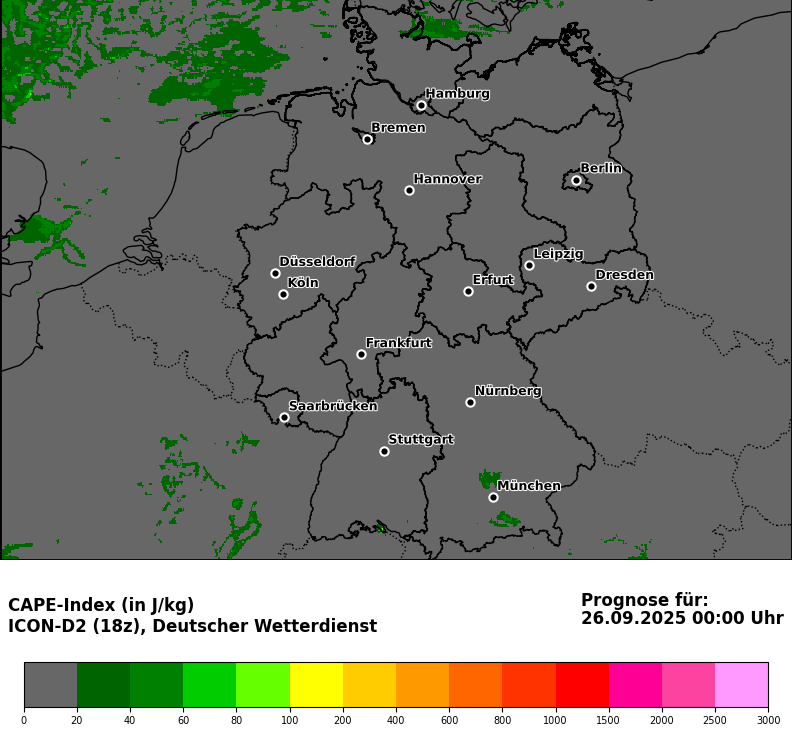 Hamburg
Bremen
Berlin
Hannover
Leipzig
Düsseldorf
Dresden
Köln
Erfurt
Frankfurt
Nürnberg
Saarbrücken
Stuttgart
München
CAPE-Index (in J/kg)
ICON-D2 (18z), Deutscher Wetterdienst
Prognose für:
26.09.2025 00:00 Uhr
0 20 40 60 80 100 200 400 600 800 1000 1500 2000 2500 3000